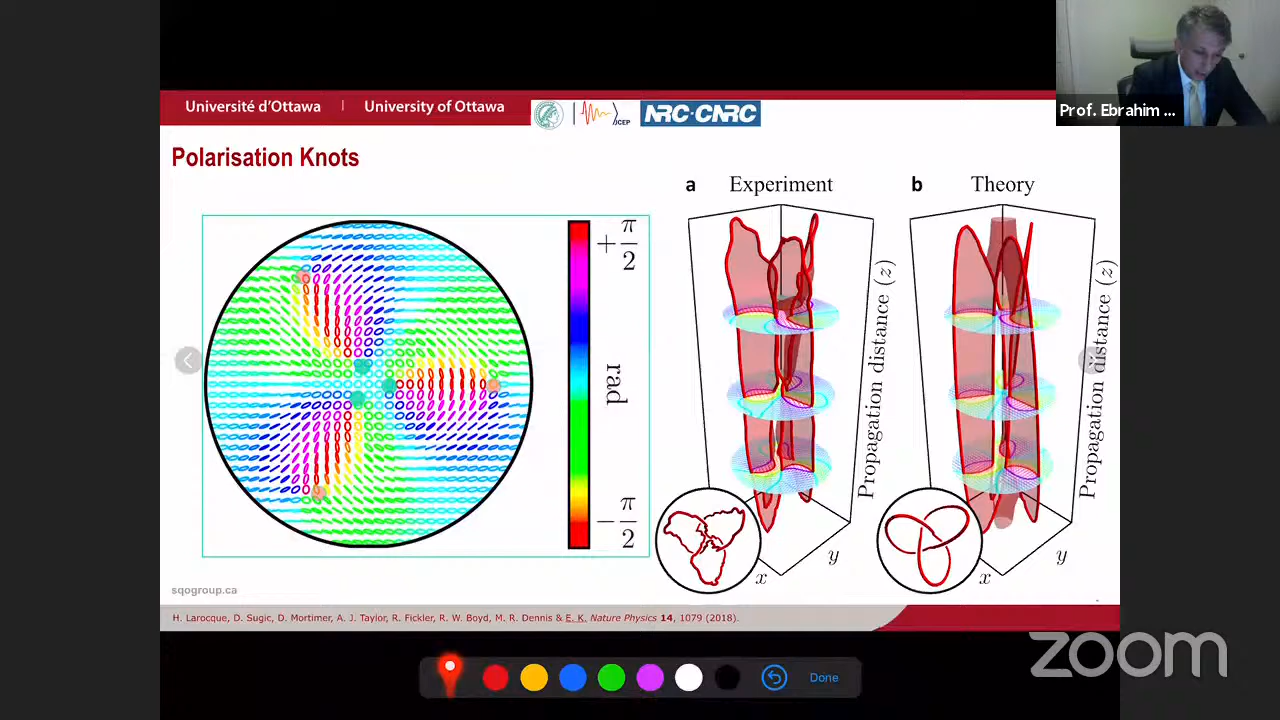 Université d'Ottawa | University of Ottawa
|CEP
NRC·CNRC
Prof. Ebrahim ...
Polarisation Knots
+π/2
rad
−π/2
a Experiment
b Theory
Propagation distance (z)
Propagation distance (z)
x
y
x
y
sqogroup.ca
H. Larocque, D. Sugic, D. Mortimer, A. J. Taylor, R. Fickler, R. W. Boyd, M. R. Dennis & E. K. Nature Physics 14, 1079 (2018).
Done
zoom